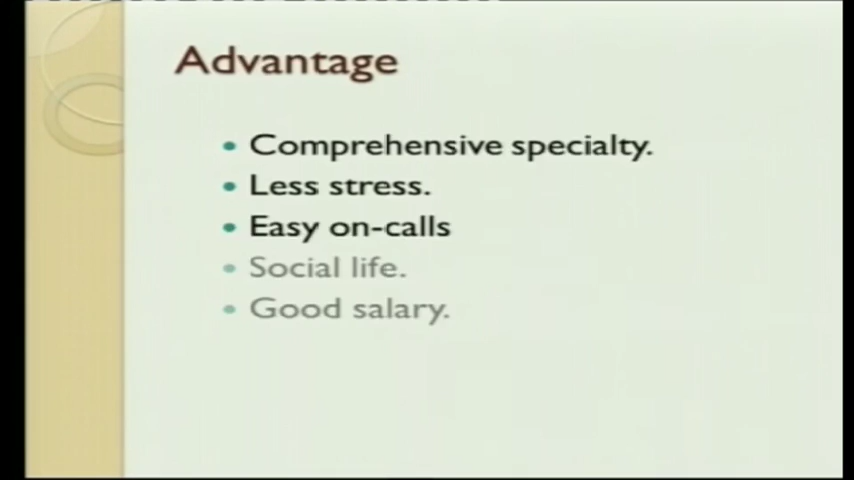 Advantage
Comprehensive specialty.
Less stress.
Easy on-calls
Social life.
Good salary.